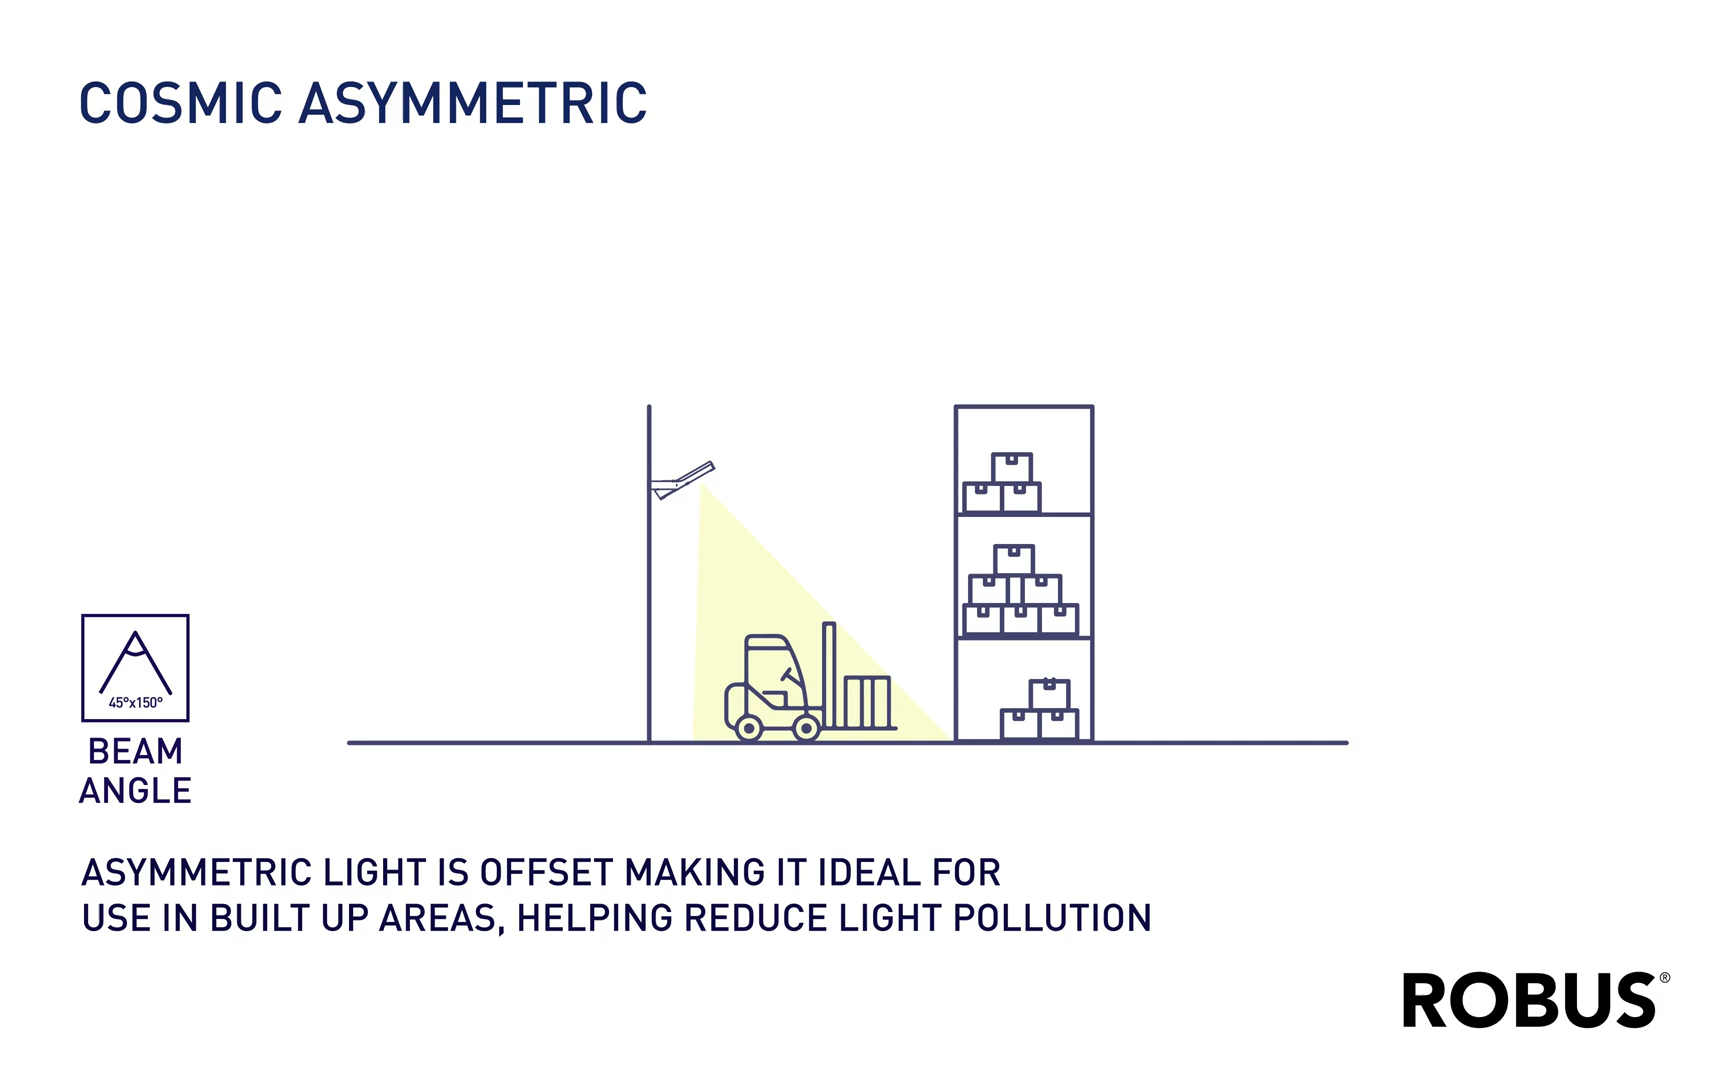 COSMIC ASYMMETRIC
45°x150°
BEAM
ANGLE
ASYMMETRIC LIGHT IS OFFSET MAKING IT IDEAL FOR
USE IN BUILT UP AREAS, HELPING REDUCE LIGHT POLLUTION
ROBUS®